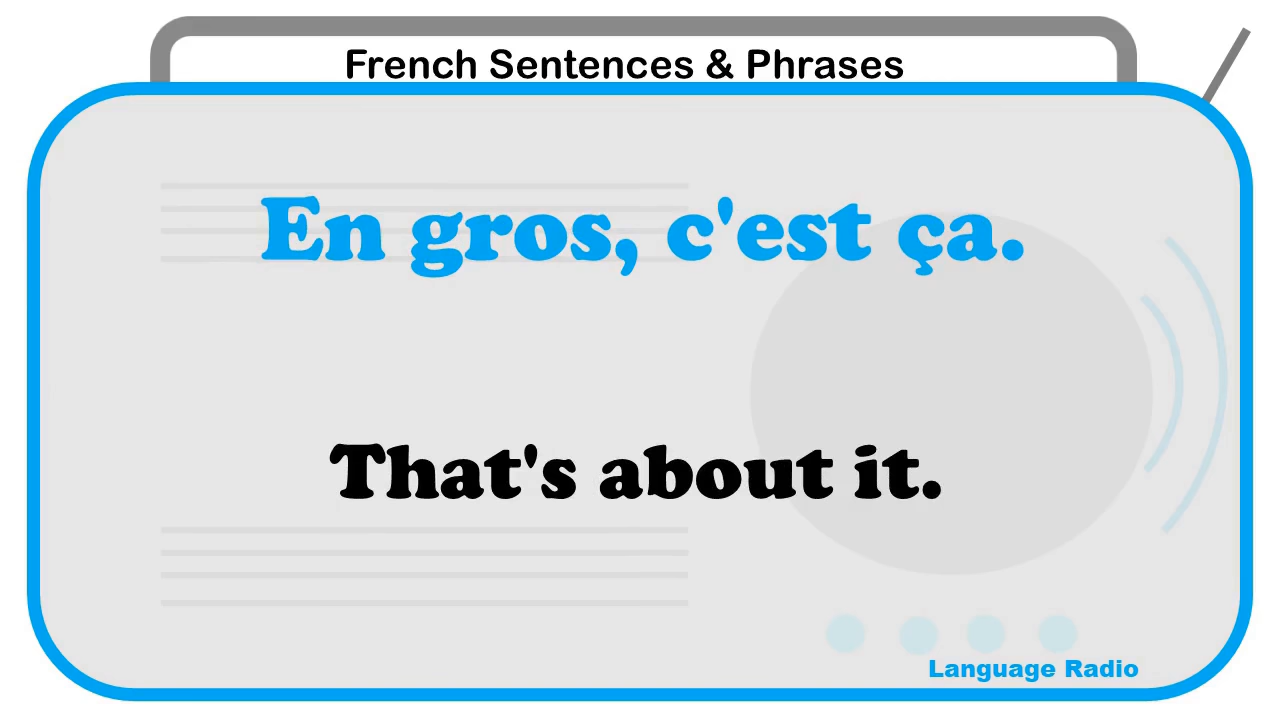 French Sentences & Phrases
En gros, c'est ça.
That's about it.
Language Radio